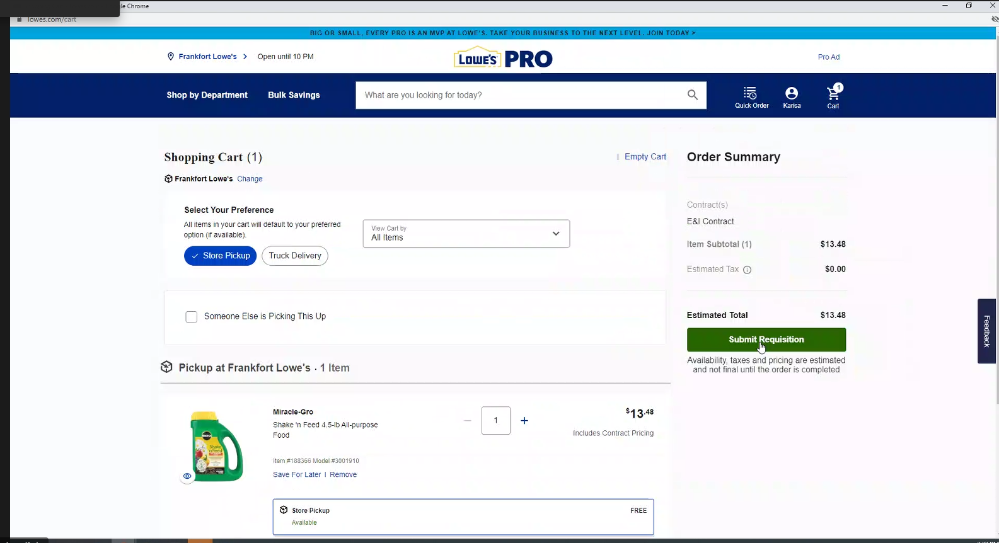 le Chrome
lowes.com/cart
BIG OR SMALL, EVERY PRO IS AN MVP AT LOWE'S. TAKE YOUR BUSINESS TO THE NEXT LEVEL. JOIN TODAY >
Frankfort Lowe's > Open until 10 PM
LOWE'S PRO
Pro Ad
Shop by Department Bulk Savings
What are you looking for today?
Quick Order
Karisa
1
Cart
Shopping Cart (1)
| Empty Cart
Frankfort Lowe's Change
Select Your Preference
All items in your cart will default to your preferred
option (if available).
Store Pickup
Truck Delivery
View Cart by
All Items
Someone Else is Picking This Up
Pickup at Frankfort Lowe's · 1 Item
Miracle-Gro
Shake 'n Feed 4.5-lb All-purpose
Food
Item #188366 Model #3001910
Save For Later | Remove
− 1 +
$13.48
Includes Contract Pricing
Store Pickup FREE
Available
Order Summary
Contract(s)
E&I Contract
Item Subtotal (1) $13.48
Estimated Tax $0.00
Estimated Total $13.48
Submit Requisition
Availability, taxes and pricing are estimated
and not final until the order is completed
Feedback